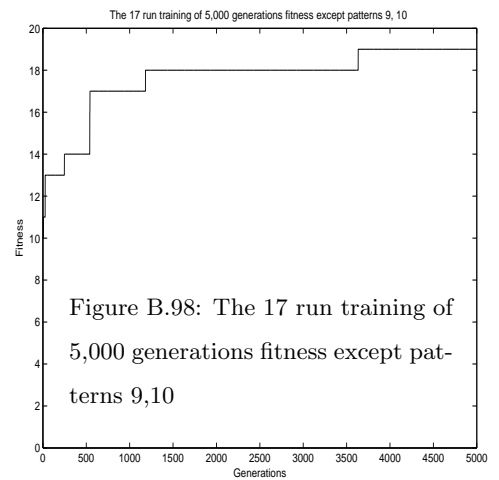 The 17 run training of 5,000 generations fitness except patterns 9, 10
20
18
16
14
12
10
8
6
4
2
0
Fitness
Figure B.98: The 17 run training of
5,000 generations fitness except pat-
terns 9,10
0 500 1000 1500 2000 2500 3000 3500 4000 4500 5000
Generations